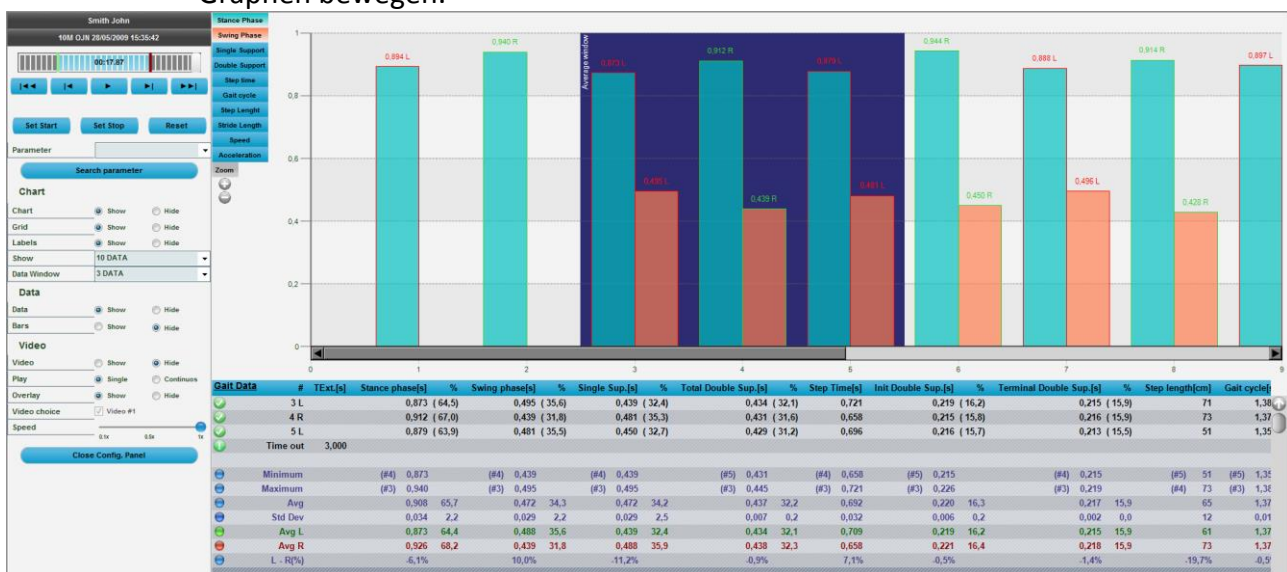 Graphen bewegen.
Smith John
10M OJN 28/05/2009 15:35:42
00:17.87
Set Start Set Stop Reset
Parameter
Search parameter
Chart
Chart Show Hide
Grid Show Hide
Labels Show Hide
Show 10 DATA
Data Window 3 DATA
Data
Data Show Hide
Bars Show Hide
Video
Video Show Hide
Play Single Continuos
Overlay Show Hide
Video choice Video #1
Speed
0.1x 0.5x 1x
Close Config. Panel
Stance Phase
Swing Phase
Single Support
Double Support
Step time
Gait cycle
Step Lenght
Stride Length
Speed
Acceleration
Zoom
1
0,8
0,6
0,4
0,2
0
Average window
0,894 L
0,940 R
0,873 L
0,495 L
0,912 R
0,439 R
0,879 L
0,481 L
0,944 R
0,450 R
0,888 L
0,496 L
0,914 R
0,428 R
0,897 L
0 1 2 3 4 5 6 7 8 9
Gait Data # TExt.[s] Stance phase[s] % Swing phase[s] % Single Sup.[s] % Total Double Sup.[s] % Step Time[s] Init Double Sup.[s] % Terminal Double Sup.[s] % Step length[cm] Gait cycle[s
3 L 0,873 ( 64,5) 0,495 ( 35,6) 0,439 ( 32,4) 0,434 ( 32,1) 0,721 0,219 ( 16,2) 0,215 ( 15,9) 71 1,38
4 R 0,912 ( 67,0) 0,439 ( 31,8) 0,481 ( 35,3) 0,431 ( 31,6) 0,658 0,215 ( 15,8) 0,216 ( 15,9) 73 1,37
5 L 0,879 ( 63,9) 0,481 ( 35,5) 0,450 ( 32,7) 0,429 ( 31,2) 0,696 0,216 ( 15,7) 0,213 ( 15,5) 51 1,35
Time out 3,000
Minimum (#4) 0,873 (#4) 0,439 (#4) 0,439 (#5) 0,431 (#4) 0,658 (#5) 0,215 (#4) 0,215 (#5) 51 (#5) 1,35
Maximum (#3) 0,940 (#3) 0,495 (#3) 0,495 (#3) 0,445 (#3) 0,721 (#3) 0,226 (#3) 0,219 (#4) 73 (#3) 1,38
Avg 0,908 65,7 0,472 34,3 0,472 34,2 0,437 32,2 0,692 0,220 16,3 0,217 15,9 65 1,37
Std Dev 0,034 2,2 0,029 2,2 0,029 2,5 0,007 0,2 0,032 0,006 0,2 0,002 0,0 12 0,01
Avg L 0,873 64,4 0,488 35,6 0,439 32,4 0,434 32,1 0,709 0,219 16,2 0,215 15,9 61 1,37
Avg R 0,926 68,2 0,439 31,8 0,488 35,9 0,438 32,3 0,658 0,221 16,4 0,218 15,9 73 1,37
L - R(%) -6,1% 10,0% -11,2% -0,9% 7,1% -0,5% -1,4% -19,7% -0,5